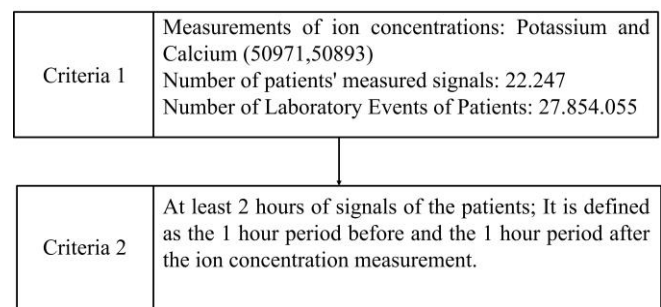 Criteria 1
Measurements of ion concentrations: Potassium and
Calcium (50971,50893)
Number of patients' measured signals: 22.247
Number of Laboratory Events of Patients: 27.854.055
Criteria 2
At least 2 hours of signals of the patients; It is defined
as the 1 hour period before and the 1 hour period after
the ion concentration measurement.